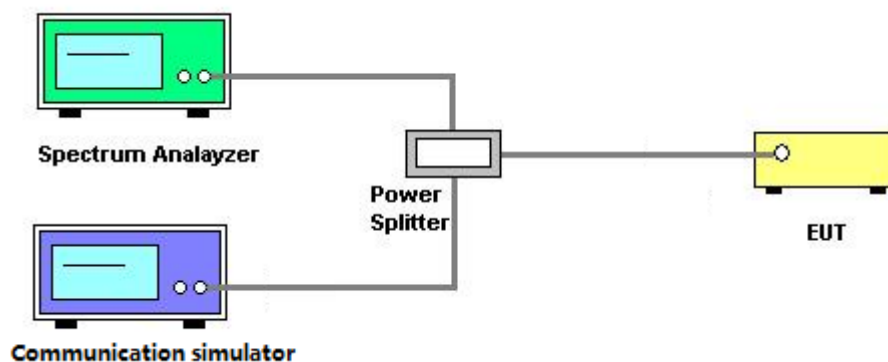 Spectrum Analayzer
Power
Splitter
EUT
Communication simulator